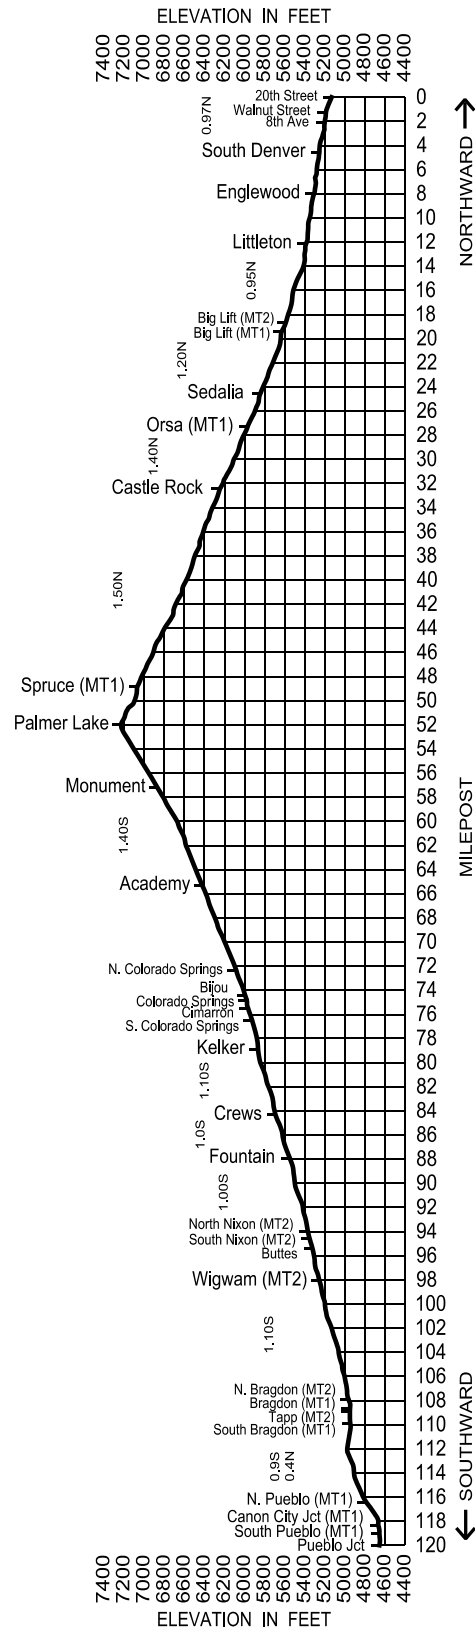 ELEVATION IN FEET
7400 7200 7000 6800 6600 6400 6200 6000 5800 5600 5400 5200 5000 4800 4600 4400
20th Street
0
Walnut Street
0.97N
8th Ave
2
NORTHWARD
4
South Denver
6
Englewood
8
10
Littleton
12
14
0.95N
16
Big Lift (MT2)
18
Big Lift (MT1)
20
1.20N
22
Sedalia
24
26
Orsa (MT1)
28
1.40N
30
Castle Rock
32
34
36
38
40
1.50N
42
44
46
48
Spruce (MT1)
50
Palmer Lake
52
54
56
Monument
58
MILEPOST
60
1.40S
62
64
Academy
66
68
70
N. Colorado Springs
72
Bijou
74
Colorado Springs
Cimarron
76
S. Colorado Springs
78
Kelker
80
1.10S
82
Crews
84
1.0S
86
Fountain
88
90
1.00S
92
North Nixon (MT2)
94
South Nixon (MT2)
Buttes
96
Wigwam (MT2)
98
100
102
1.10S
104
106
N. Bragdon (MT2)
Bragdon (MT1)
108
Tapp (MT2)
South Bragdon (MT1)
110
112
0.9S
0.4N
114
SOUTHWARD
N. Pueblo (MT1)
116
Canon City Jct (MT1)
118
South Pueblo (MT1)
Pueblo Jct
120
7400 7200 7000 6800 6600 6400 6200 6000 5800 5600 5400 5200 5000 4800 4600 4400
ELEVATION IN FEET